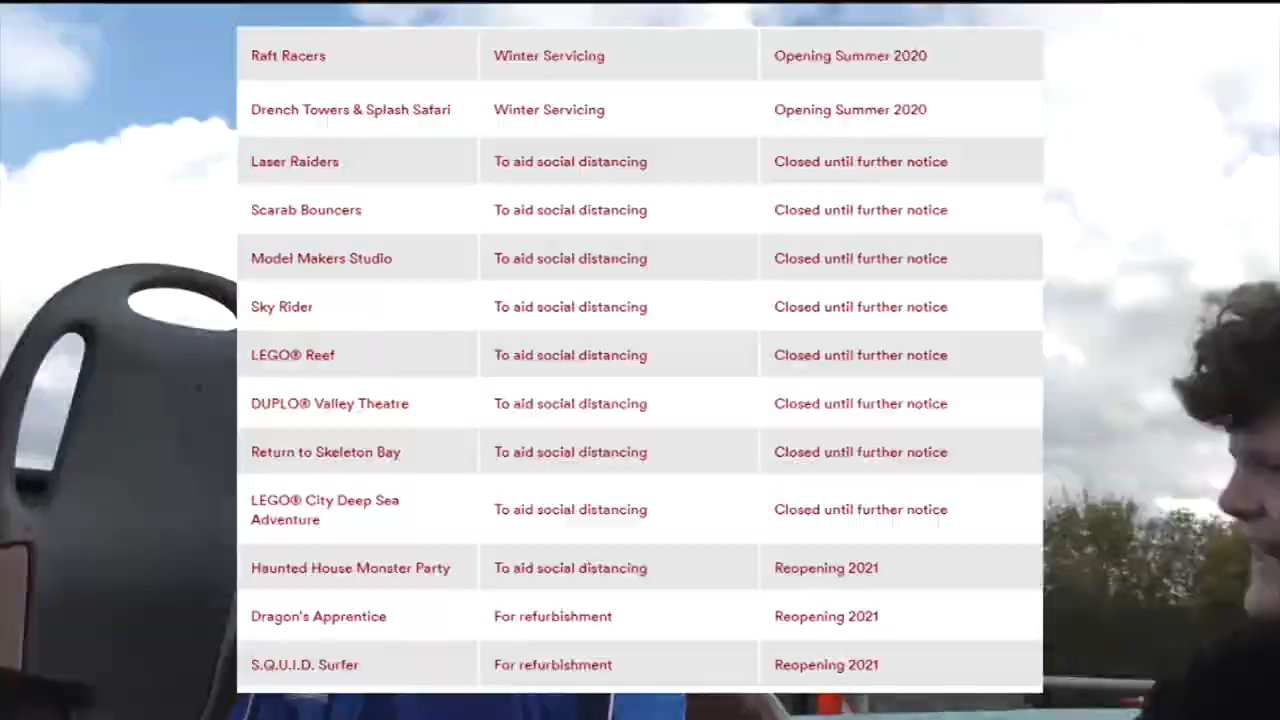 Raft Racers Winter Servicing Opening Summer 2020
Drench Towers & Splash Safari Winter Servicing Opening Summer 2020
Laser Raiders To aid social distancing Closed until further notice
Scarab Bouncers To aid social distancing Closed until further notice
Model Makers Studio To aid social distancing Closed until further notice
Sky Rider To aid social distancing Closed until further notice
LEGO® Reef To aid social distancing Closed until further notice
DUPLO® Valley Theatre To aid social distancing Closed until further notice
Return to Skeleton Bay To aid social distancing Closed until further notice
LEGO® City Deep Sea
Adventure To aid social distancing Closed until further notice
Haunted House Monster Party To aid social distancing Reopening 2021
Dragon's Apprentice For refurbishment Reopening 2021
S.Q.U.I.D. Surfer For refurbishment Reopening 2021